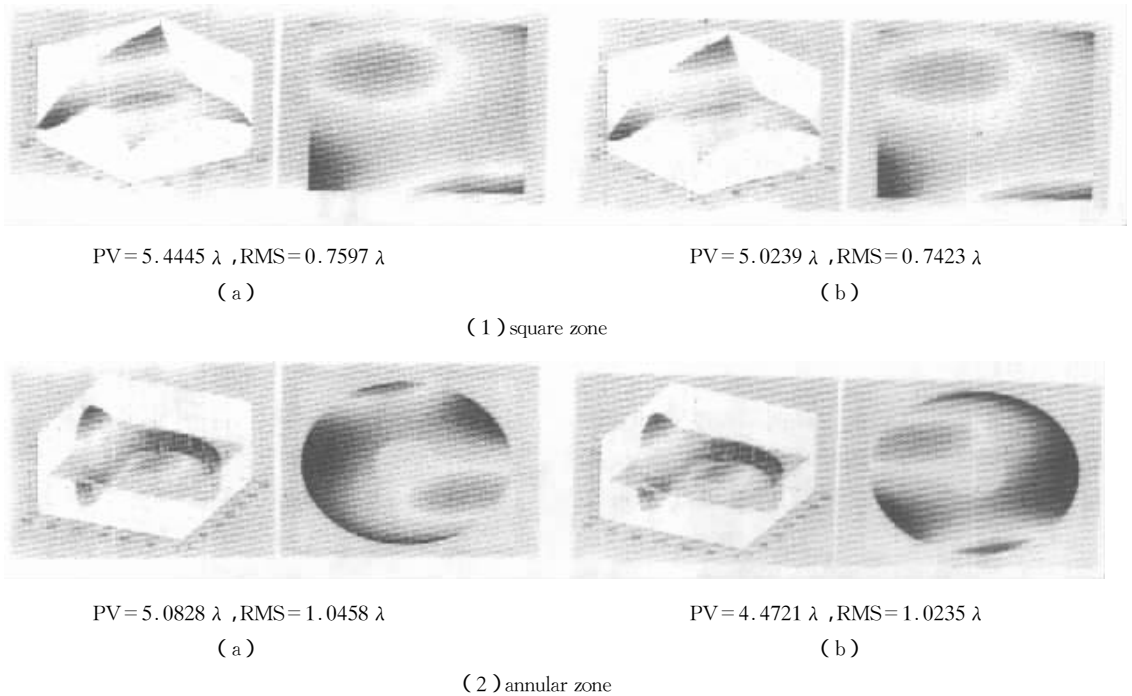 PV=5.4445 λ ,RMS=0.7597 λ
PV=5.0239 λ ,RMS=0.7423 λ
(a)
(b)
(1)square zone
PV=5.0828 λ ,RMS=1.0458 λ
PV=4.4721 λ ,RMS=1.0235 λ
(a)
(b)
(2)annular zone